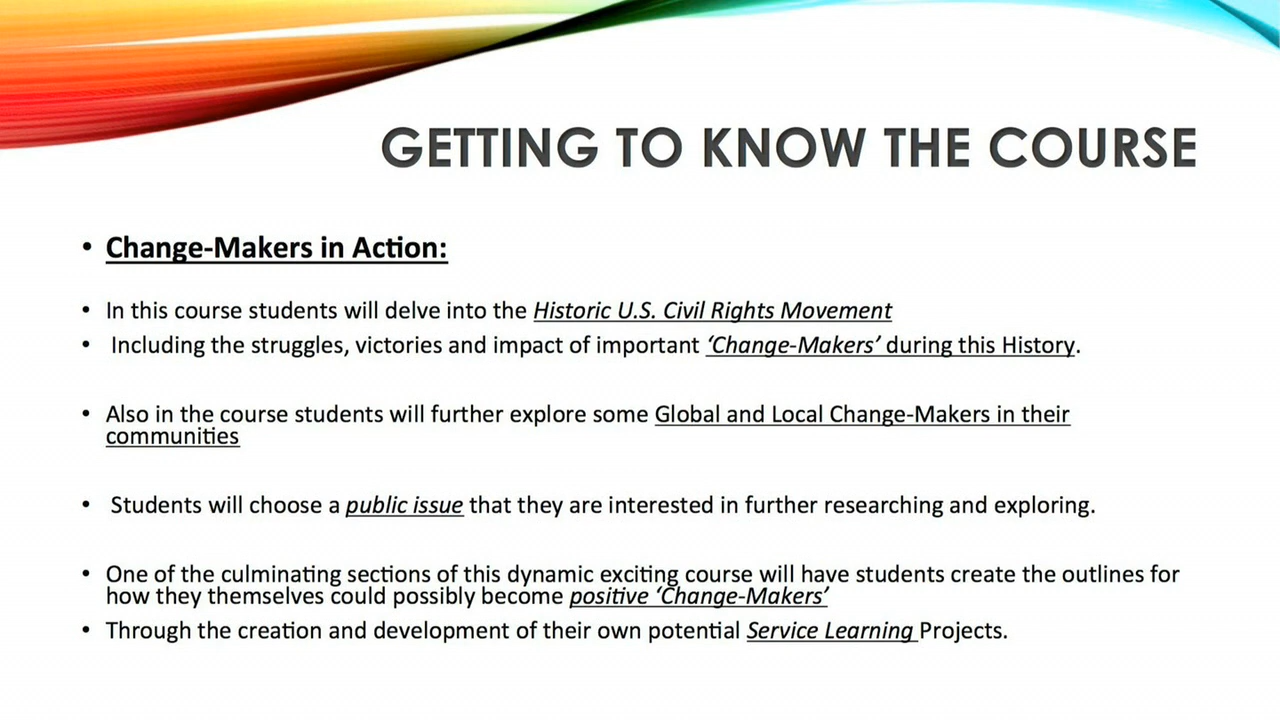 GETTING TO KNOW THE COURSE
• Change-Makers in Action:
• In this course students will delve into the Historic U.S. Civil Rights Movement
• Including the struggles, victories and impact of important ‘Change-Makers’ during this History.
• Also in the course students will further explore some Global and Local Change-Makers in their
communities
• Students will choose a public issue that they are interested in further researching and exploring.
• One of the culminating sections of this dynamic exciting course will have students create the outlines for
how they themselves could possibly become positive ‘Change-Makers’
• Through the creation and development of their own potential Service Learning Projects.